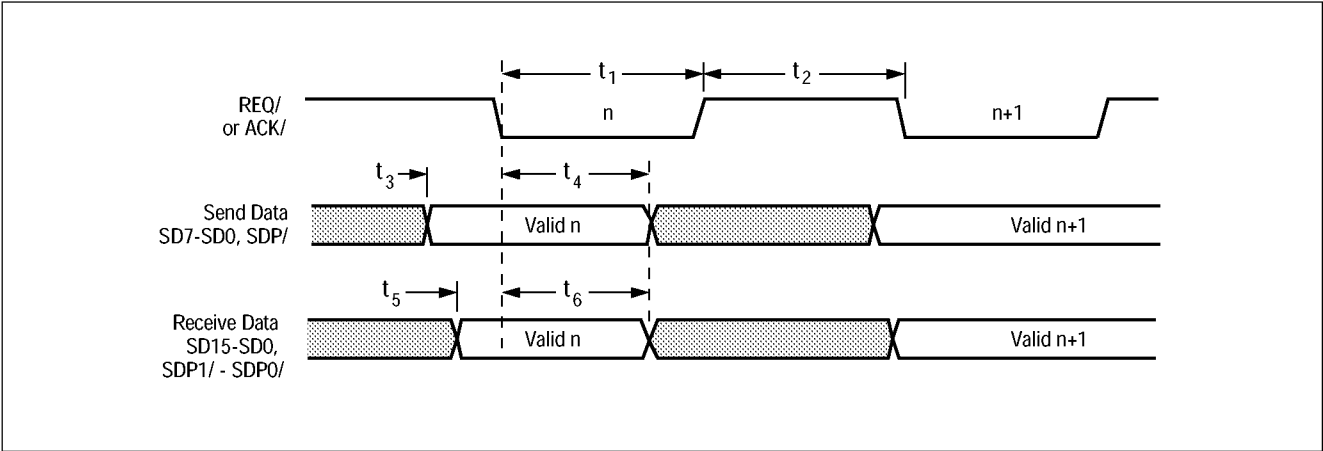 t1
t2
REQ/
or ACK/
n
n+1
t3
t4
Send Data
SD7-SD0, SDP/
Valid n
Valid n+1
t5
t6
Receive Data
SD15-SD0,
SDP1/ - SDP0/
Valid n
Valid n+1